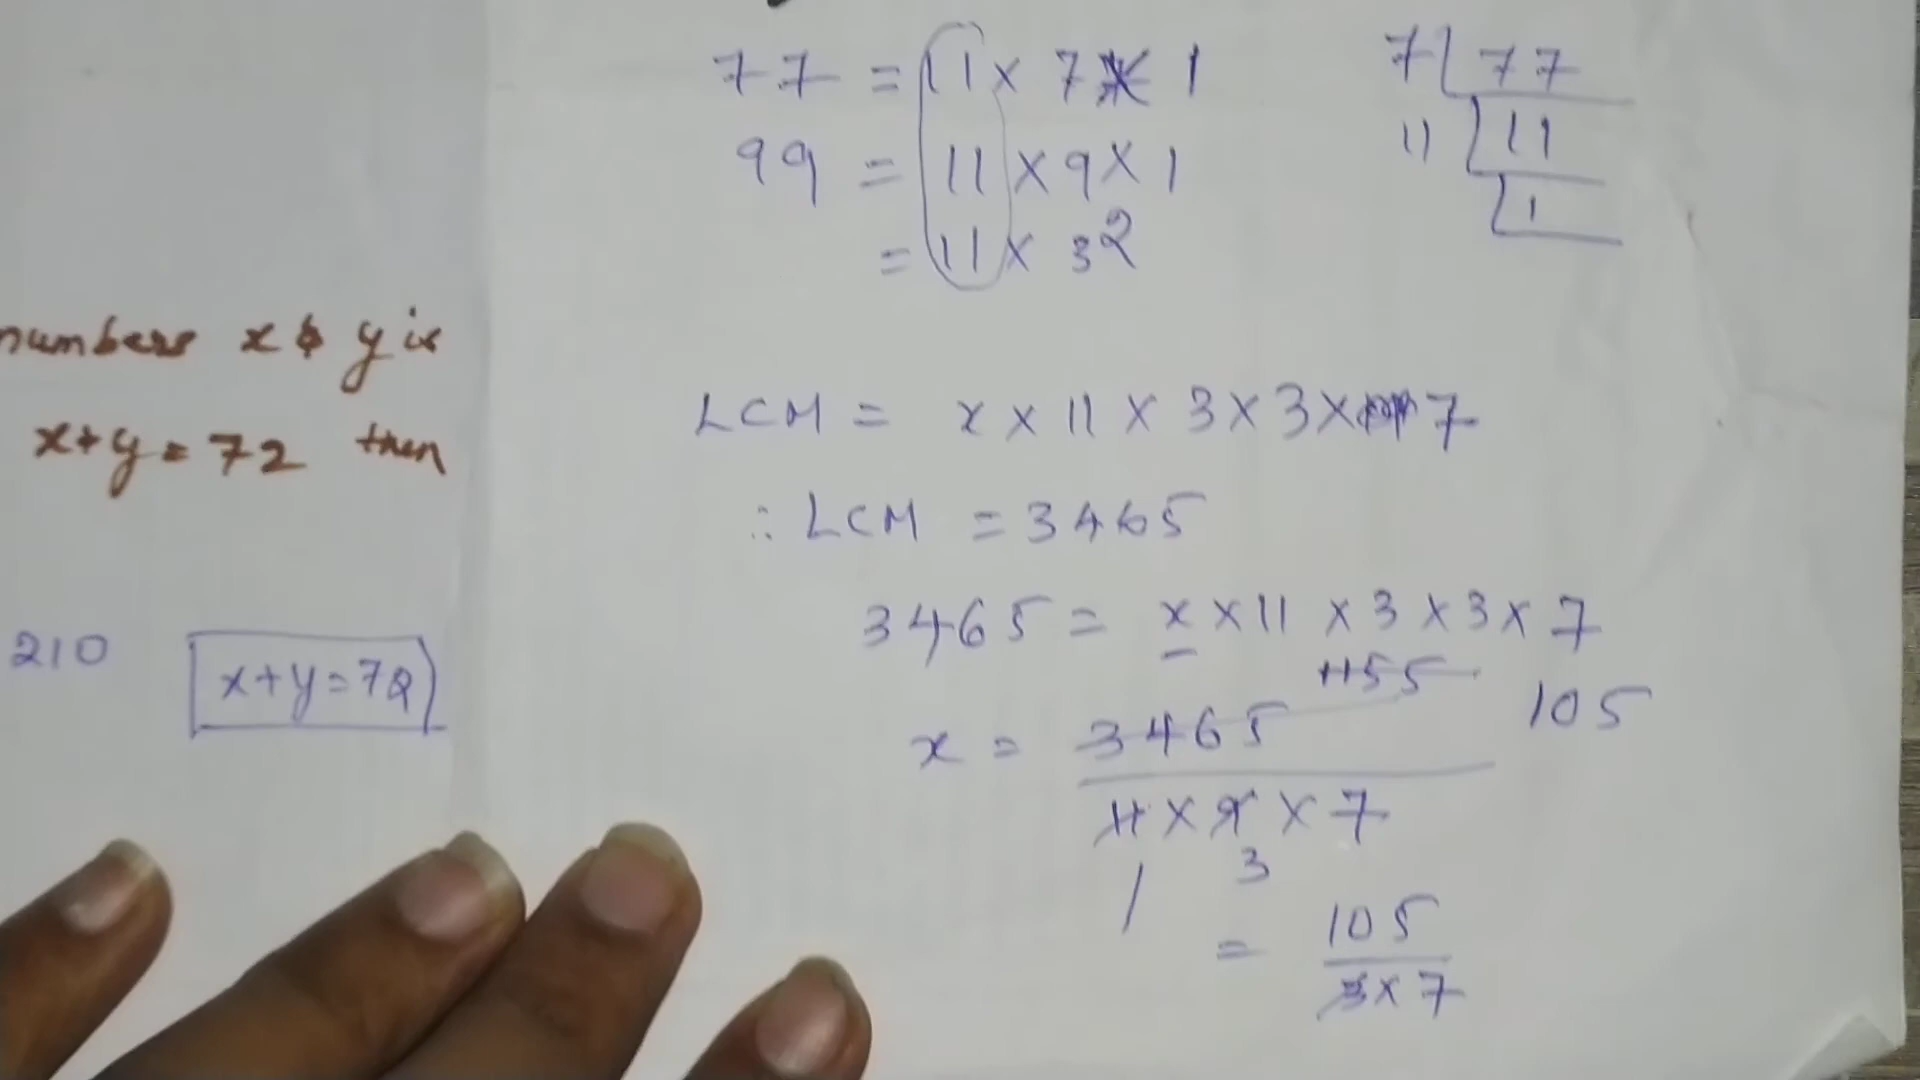 77 = 11 x 7 x 1
99 = 11 x 9 x 1
= 11 x 3²
7 77
11 11
1
numbers x & y is
x+y = 72 then
210
x+y=72
LCM = x x 11 x 3 x 3 x 7
∴ LCM = 3465
3465 = x x 11 x 3 x 3 x 7
1155
105
x = 3465
11 x 9 x 7
1 3
= 105
3x7